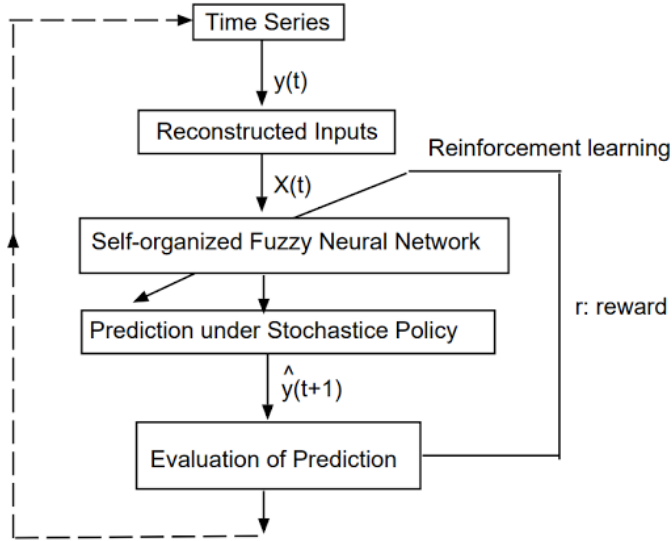 Time Series
y(t)
Reconstructed Inputs
Reinforcement learning
X(t)
Self-organized Fuzzy Neural Network
r: reward
Prediction under Stochastice Policy
ŷ(t+1)
Evaluation of Prediction